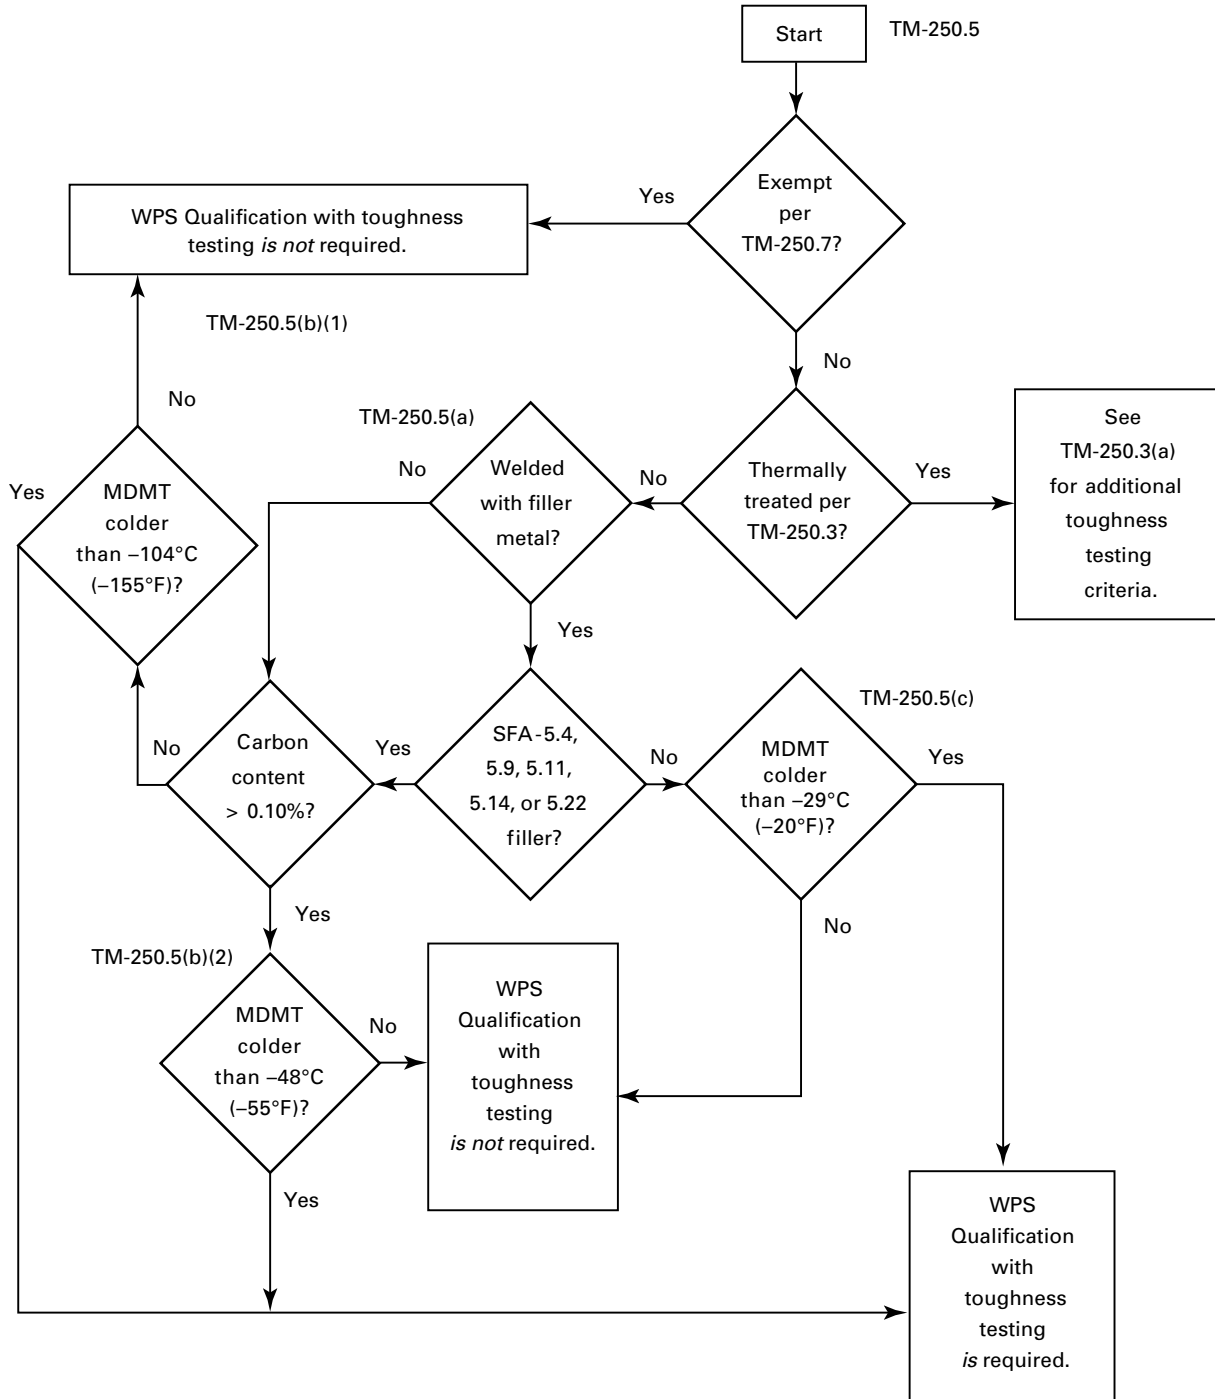 Start
TM-250.5
Exempt
per
TM-250.7?
Yes
No
WPS Qualification with toughness
testing is not required.
TM-250.5(b)(1)
No
Yes
MDMT
colder
than –104°C
(–155°F)?
TM-250.5(a)
No
Welded
with filler
metal?
Yes
No
Thermally
treated per
TM-250.3?
Yes
See
TM-250.3(a)
for additional
toughness
testing
criteria.
No
Carbon
content
> 0.10%?
Yes
Yes
SFA-5.4,
5.9, 5.11,
5.14, or 5.22
filler?
No
TM-250.5(c)
MDMT
colder
than –29°C
(–20°F)?
Yes
No
TM-250.5(b)(2)
MDMT
colder
than –48°C
(–55°F)?
No
Yes
WPS
Qualification
with
toughness
testing
is not required.
WPS
Qualification
with
toughness
testing
is required.